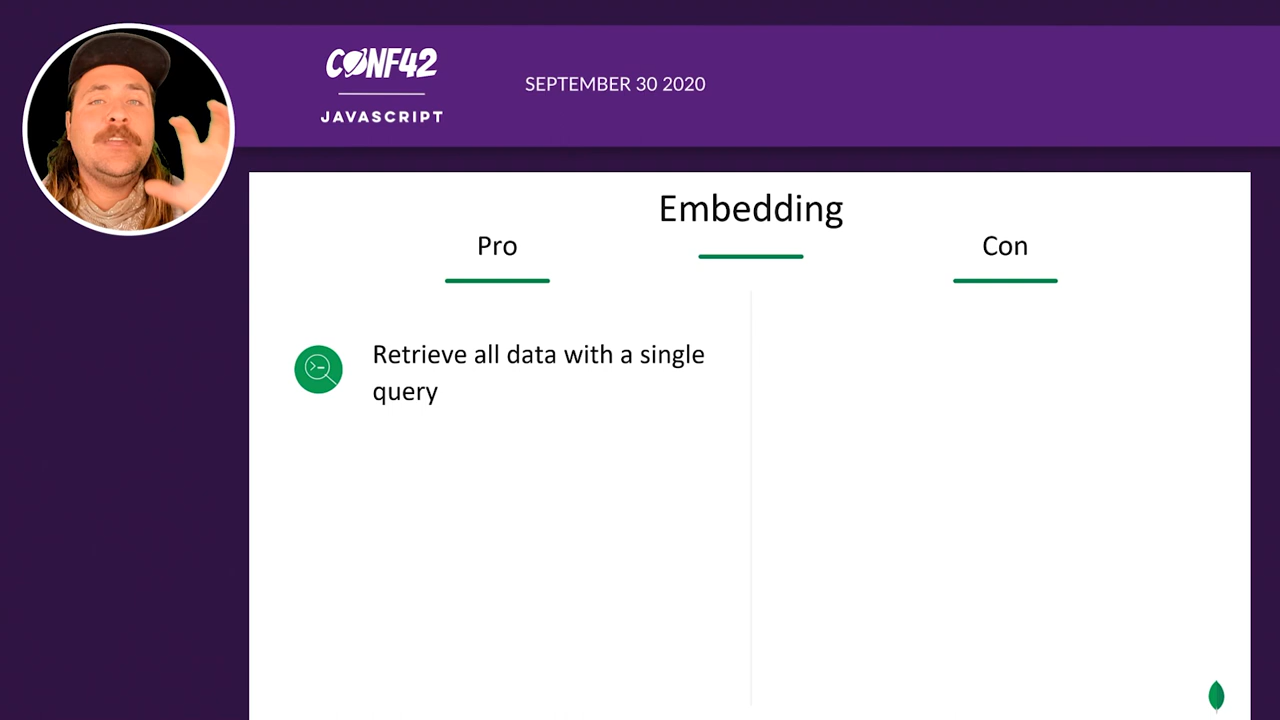 CONF42
JAVASCRIPT
SEPTEMBER 30 2020
Embedding
Pro
Con
Retrieve all data with a single
query